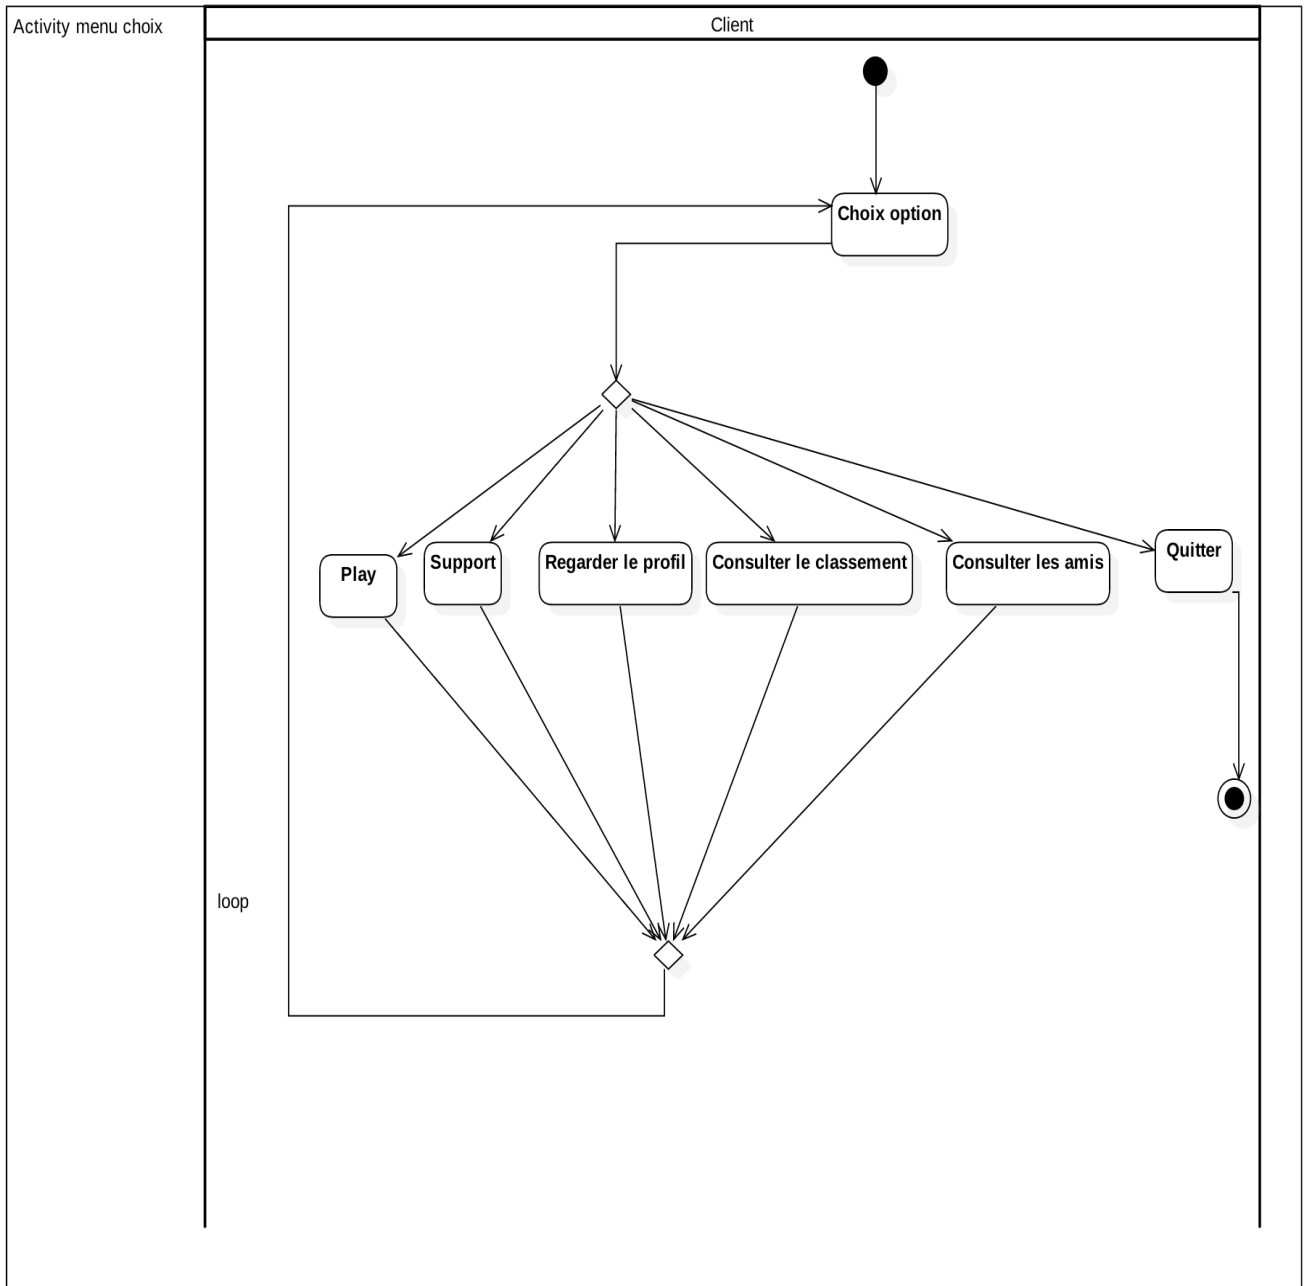 Activity menu choix
Client
Choix option
Play
Support
Regarder le profil
Consulter le classement
Consulter les amis
Quitter
loop